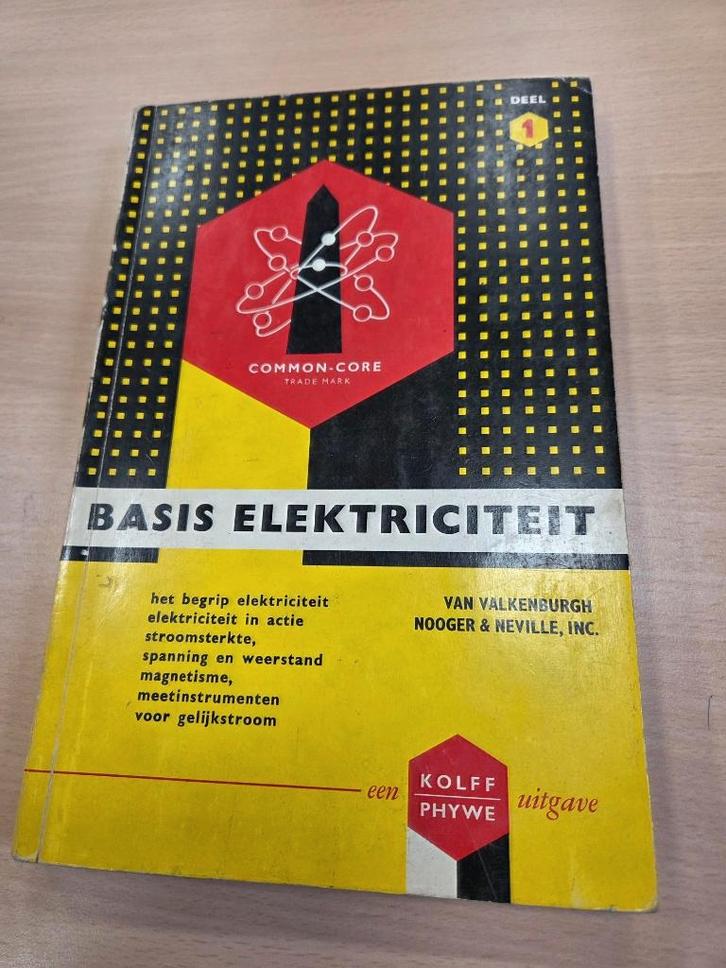 DEEL
1
COMMON-CORE
TRADE MARK
BASIS ELEKTRICITEIT
het begrip elektriciteit
elektriciteit in actie
stroomsterkte,
spanning en weerstand
magnetisme,
meetinstrumenten
voor gelijkstroom
VAN VALKENBURGH
NOOGER & NEVILLE, INC.
een
KOLFF
PHYWE
uitgave